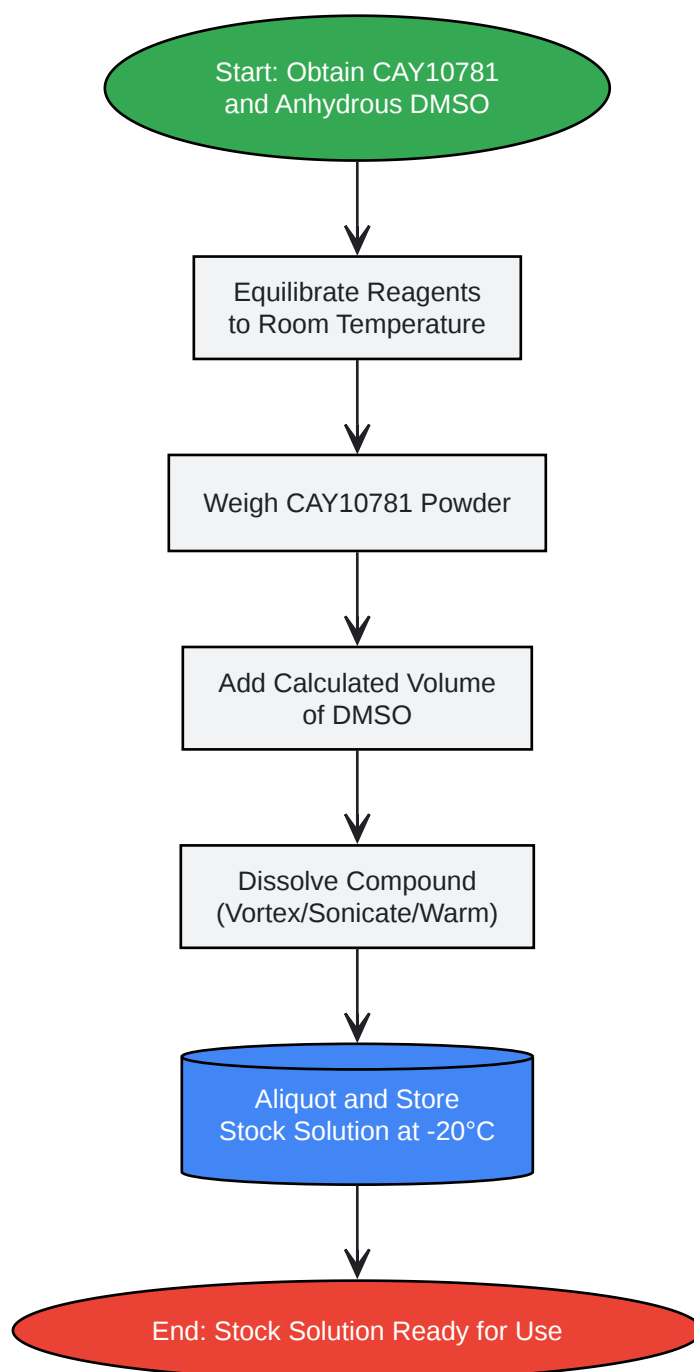 Start: Obtain CAY10781
and Anhydrous DMSO
Equilibrate Reagents
to Room Temperature
Weigh CAY10781 Powder
Add Calculated Volume
of DMSO
Dissolve Compound
(Vortex/Sonicate/Warm)
Aliquot and Store
Stock Solution at -20°C
End: Stock Solution Ready for Use